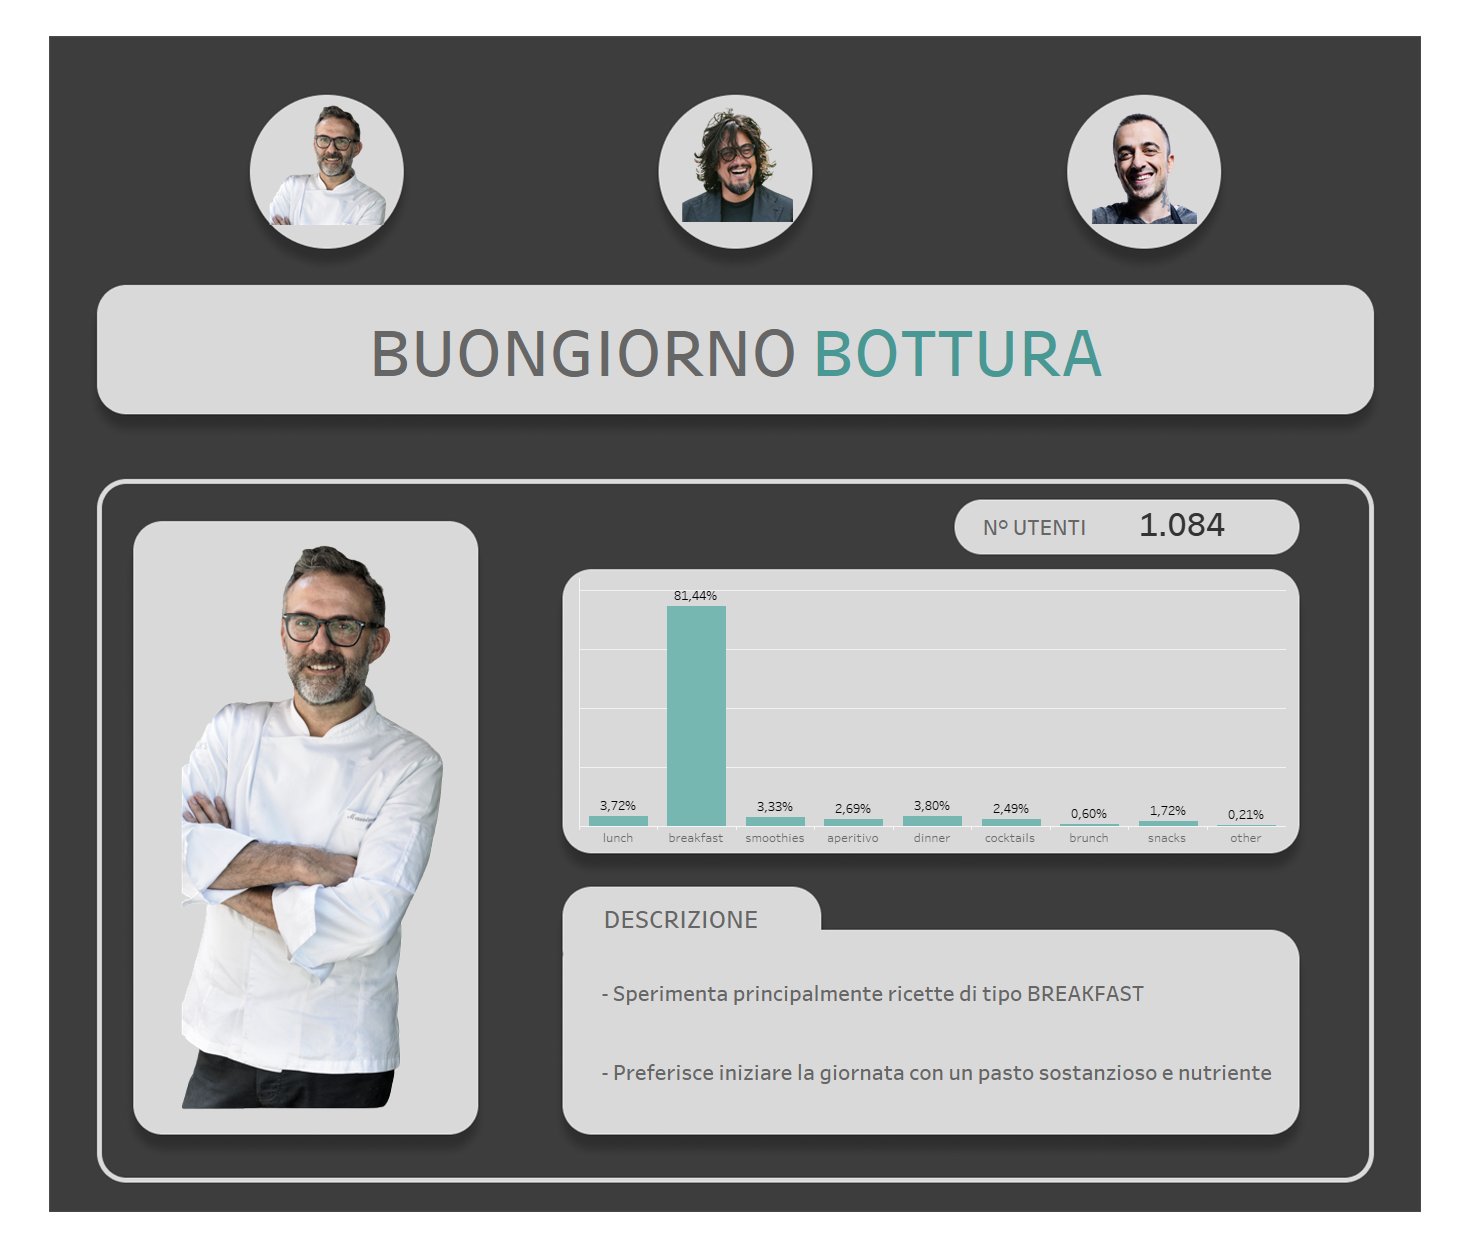 BUONGIORNO BOTTURA
Nº UTENTI 1.084
81,44%
3,72% 3,33% 2,69% 3,80% 2,49% 0,60% 1,72% 0,21%
lunch breakfast smoothies aperitivo dinner cocktails brunch snacks other
DESCRIZIONE
- Sperimenta principalmente ricette di tipo BREAKFAST
- Preferisce iniziare la giornata con un pasto sostanzioso e nutriente